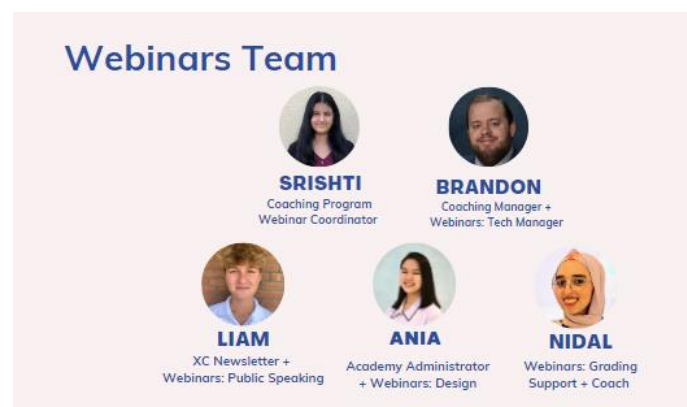 Webinars Team
SRISHTI
Coaching Program
Webinar Coordinator
BRANDON
Coaching Manager +
Webinars: Tech Manager
LIAM
XC Newsletter +
Webinars: Public Speaking
ANIA
Academy Administrator
+ Webinars: Design
NIDAL
Webinars: Grading
Support + Coach